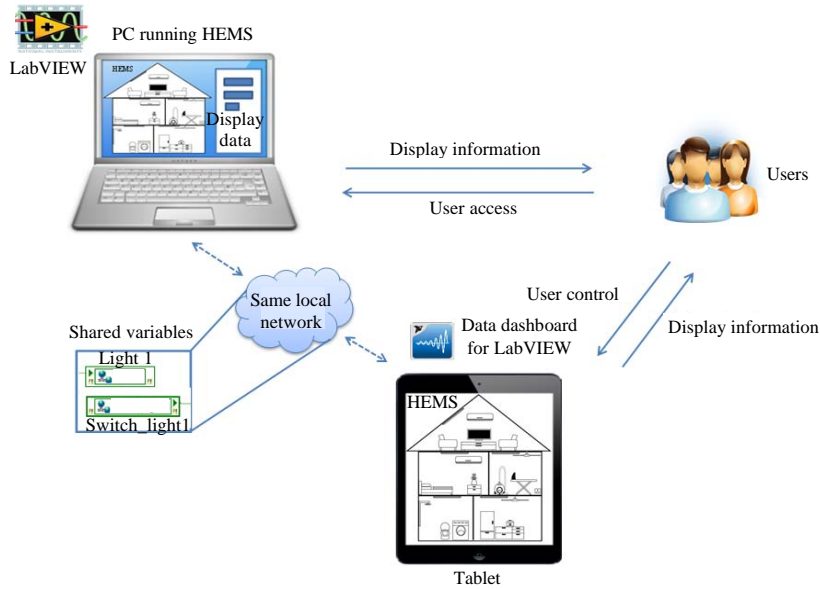 PC running HEMS
LabVIEW
HEMS
Display
data
Display information
User access
Users
Same local
network
User control
Display information
Shared variables
Light 1
Switch_light1
Data dashboard
for LabVIEW
HEMS
Tablet